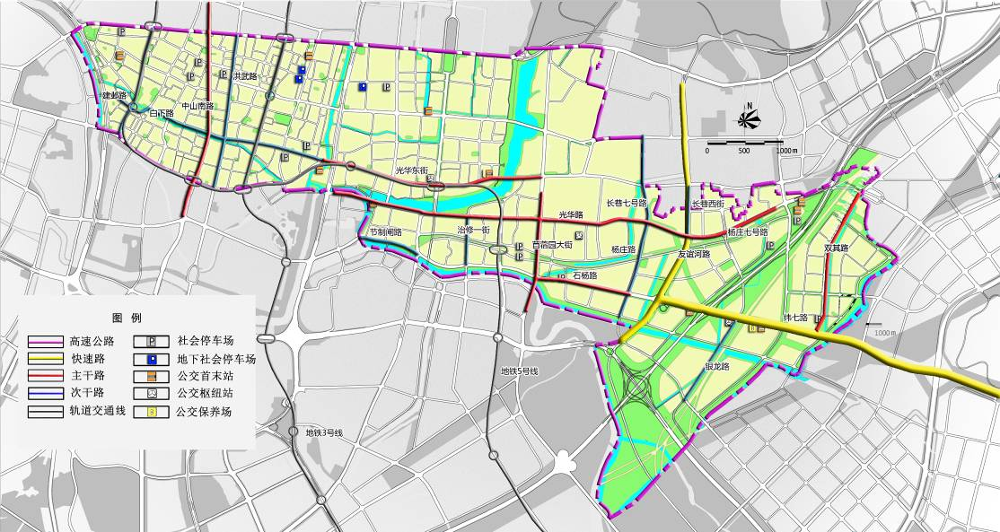 N
0 500 1000m
洪武路
建邺路
中山南路
白下路
光华东街
长巷七号路
长巷西街
光华路
节制闸路
治修一街
苜蓿园大街
杨庄路
友谊河路
杨庄七号路
双其路
石杨路
纬七路
1000m
银龙路
地铁5号线
地铁3号线
图 例
高速公路
P 社会停车场
快速路
地下社会停车场
主干路
公交首末站
次干路
公交枢纽站
轨道交通线
公交保养场